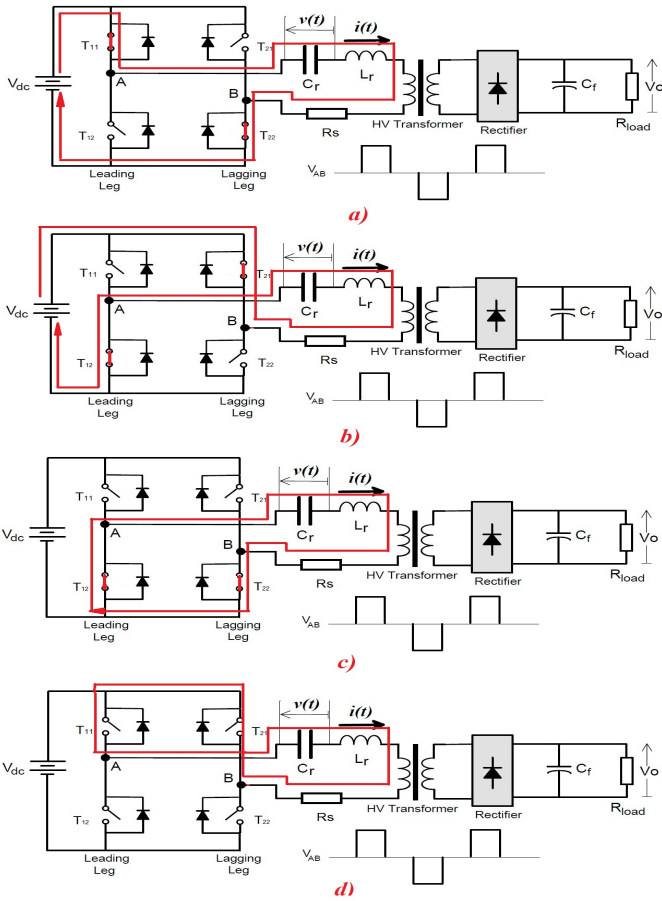 v(t) i(t)
T11 T21
Vdc A Cr Lr Cf Vo
B
T12 T22 Rs HV Transformer Rectifier Rload
Leading Leg Lagging Leg VAB
a)
v(t) i(t)
T11 T21
Vdc A Cr Lr Cf Vo
B
T12 T22 Rs HV Transformer Rectifier Rload
Leading Leg Lagging Leg VAB
b)
v(t) i(t)
T11 T21
Vdc A Cr Lr Cf Vo
B
T12 T22 Rs HV Transformer Rectifier Rload
Leading Leg Lagging Leg VAB
c)
v(t) i(t)
T11 T21
Vdc A Cr Lr Cf Vo
B
T12 T22 Rs HV Transformer Rectifier Rload
Leading Leg Lagging Leg VAB
d)